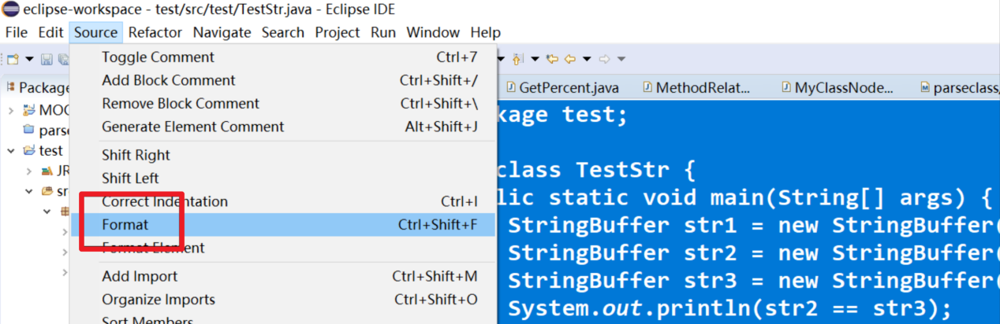 eclipse-workspace - test/src/test/TestStr.java - Eclipse IDE
File Edit Source Refactor Navigate Search Project Run Window Help
Toggle Comment Ctrl+7
Add Block Comment Ctrl+Shift+/
Remove Block Comment Ctrl+Shift+\
Generate Element Comment Alt+Shift+J
Shift Right
Shift Left
Correct Indentation Ctrl+I
Format Ctrl+Shift+F
Format Element
Add Import Ctrl+Shift+M
Organize Imports Ctrl+Shift+O
Sort Members
Package
MOO
parse
test
JR
sr
GetPercent.java MethodRelat... MyClassNode... parseclass
kage test;
class TestStr {
lic static void main(String[] args) {
StringBuffer str1 = new StringBuffer(
StringBuffer str2 = new StringBuffer(
StringBuffer str3 = new StringBuffer(
System.out.println(str2 == str3);